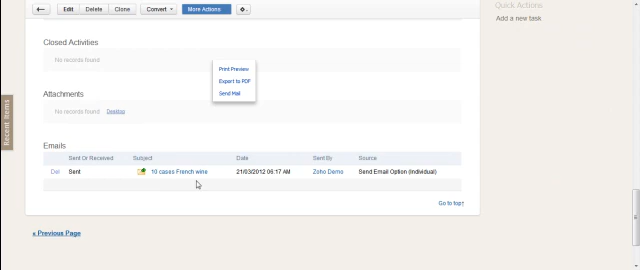 Edit Delete Clone Convert More Actions
Quick Actions
Add a new task
Closed Activities
No records found
Print Preview
Export to PDF
Send Mail
Attachments
No records found Desktop
Recent Items
Emails
Sent Or Received Subject Date Sent By Source
Del Sent 10 cases French wine 21/03/2012 06:17 AM Zoho Demo Send Email Option (Individual)
Go to top↑
« Previous Page